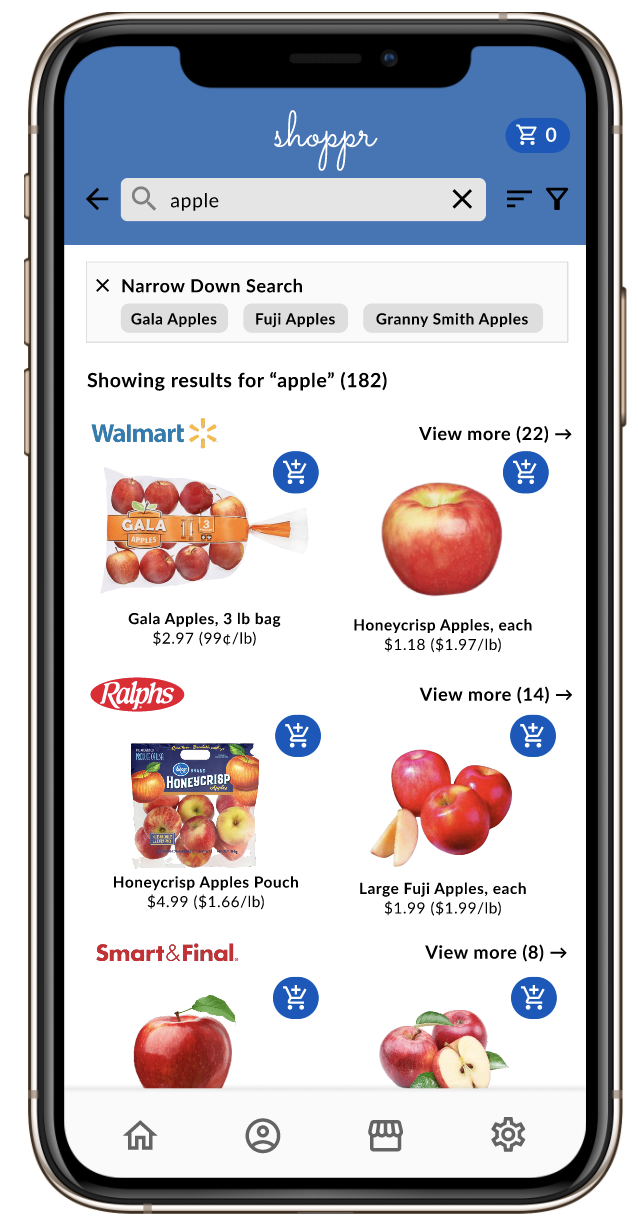 shoppr
0
apple
Narrow Down Search
Gala Apples
Fuji Apples
Granny Smith Apples
Showing results for “apple” (182)
Walmart
View more (22) →
GALA
3
APPLES
Gala Apples, 3 lb bag
$2.97 (99¢/lb)
Honeycrisp Apples, each
$1.18 ($1.97/lb)
Ralphs
View more (14) →
BRAND
HONEYCRISP
Apples
Honeycrisp Apples Pouch
$4.99 ($1.66/lb)
Large Fuji Apples, each
$1.99 ($1.99/lb)
Smart&Final.
View more (8) →